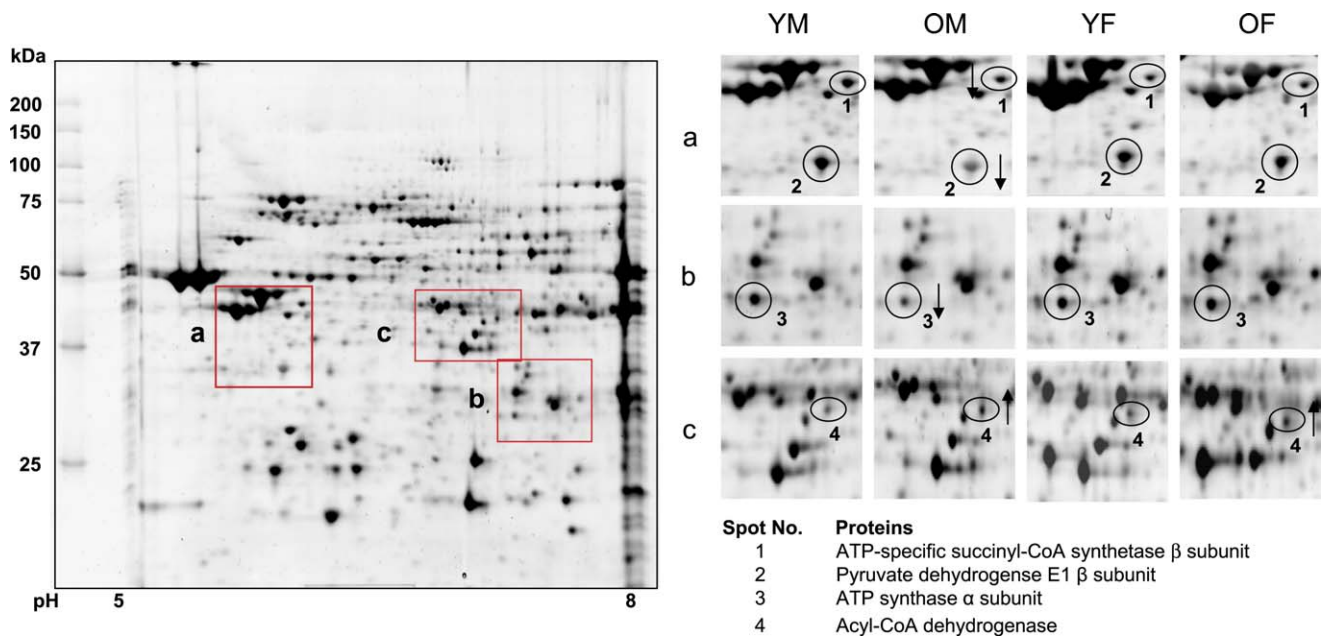 kDa
200
150
100
75
50
37
25
a
c
b
pH 5 8
YM OM YF OF
a
1 1 1 1
2 2 2 2
b
3 3 3 3
c
4 4 4 4
Spot No. Proteins
1 ATP-specific succinyl-CoA synthetase β subunit
2 Pyruvate dehydrogense E1 β subunit
3 ATP synthase α subunit
4 Acyl-CoA dehydrogenase